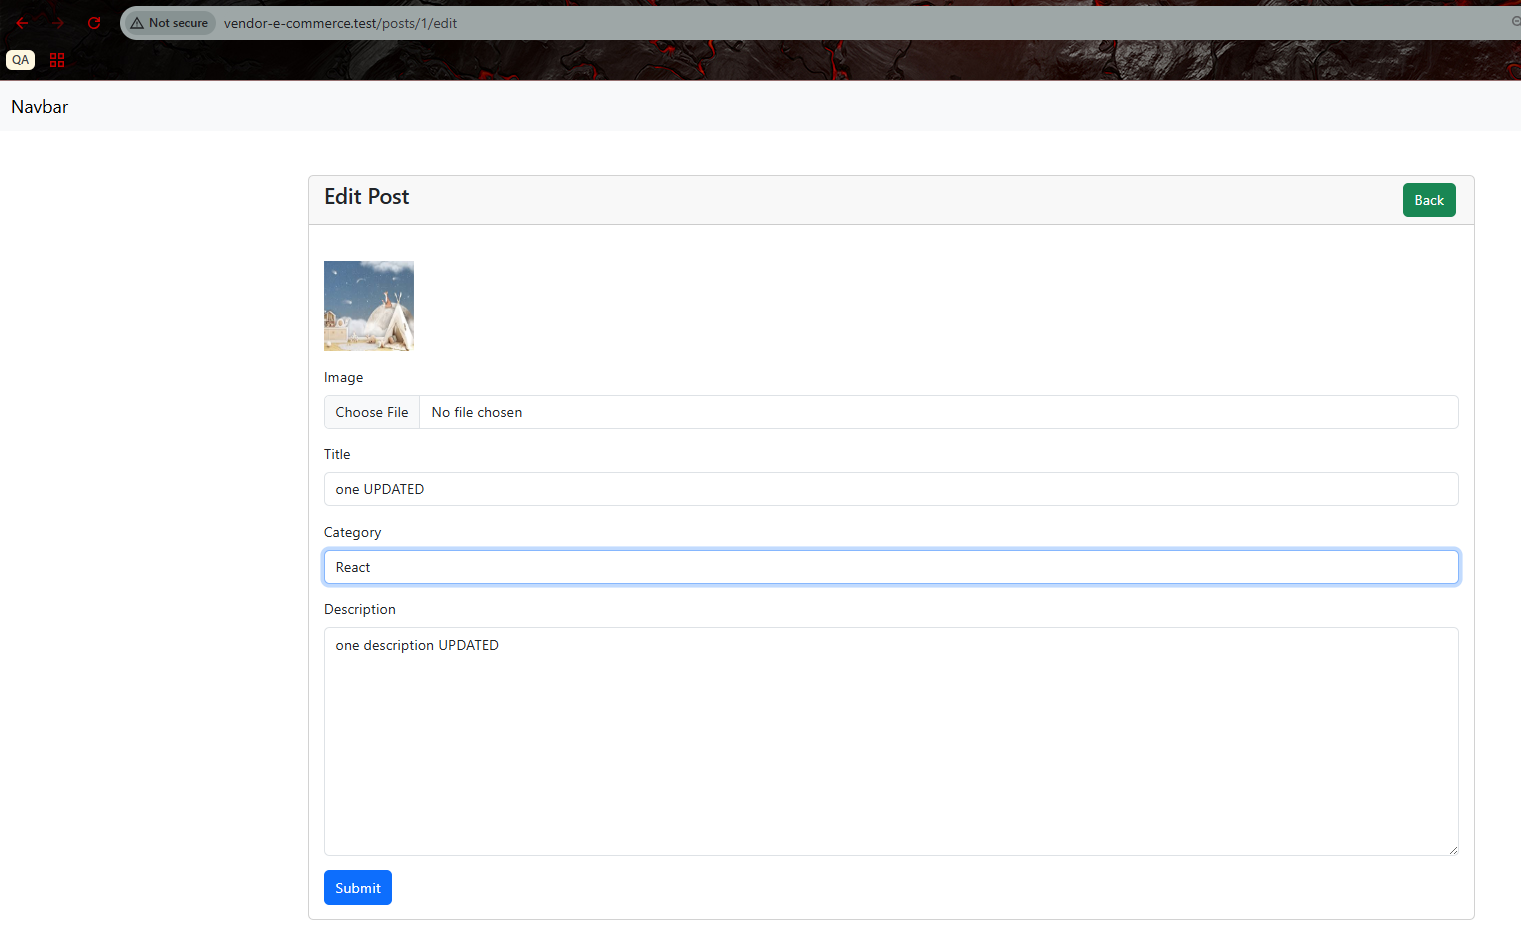 Not secure
vendor-e-commerce.test/posts/1/edit
QA
Navbar
Edit Post
Back
Image
Choose File No file chosen
Title
one UPDATED
Category
React
Description
one description UPDATED
Submit